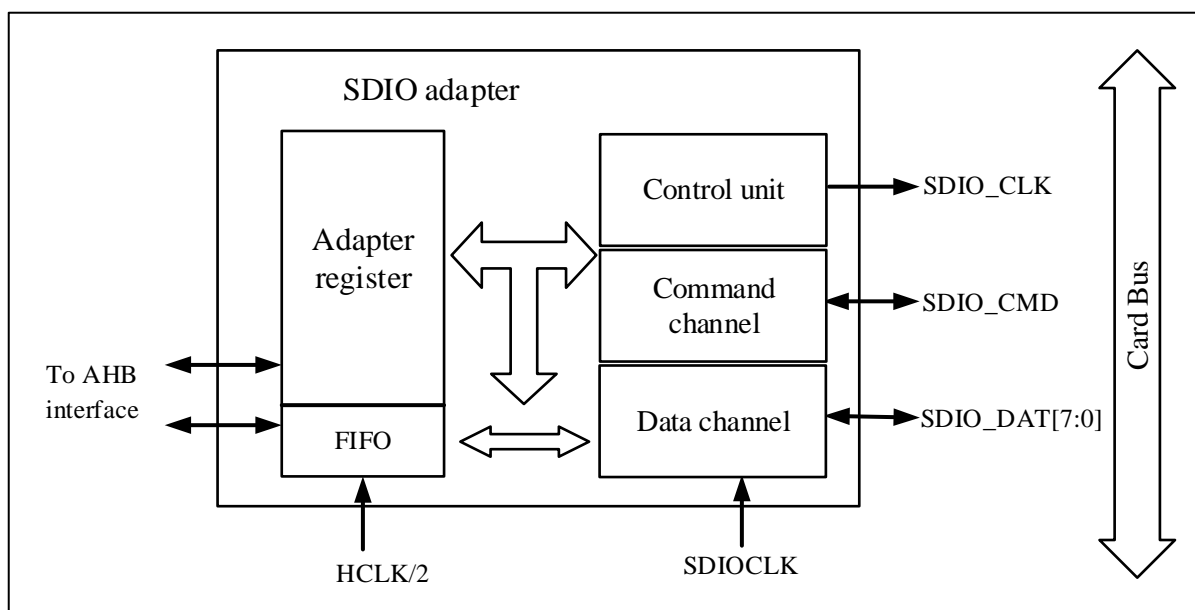 SDIO adapter
Adapter
register
FIFO
Control unit
Command
channel
Data channel
To AHB
interface
HCLK/2
SDIOCLK
SDIO_CLK
SDIO_CMD
SDIO_DAT[7:0]
Card Bus